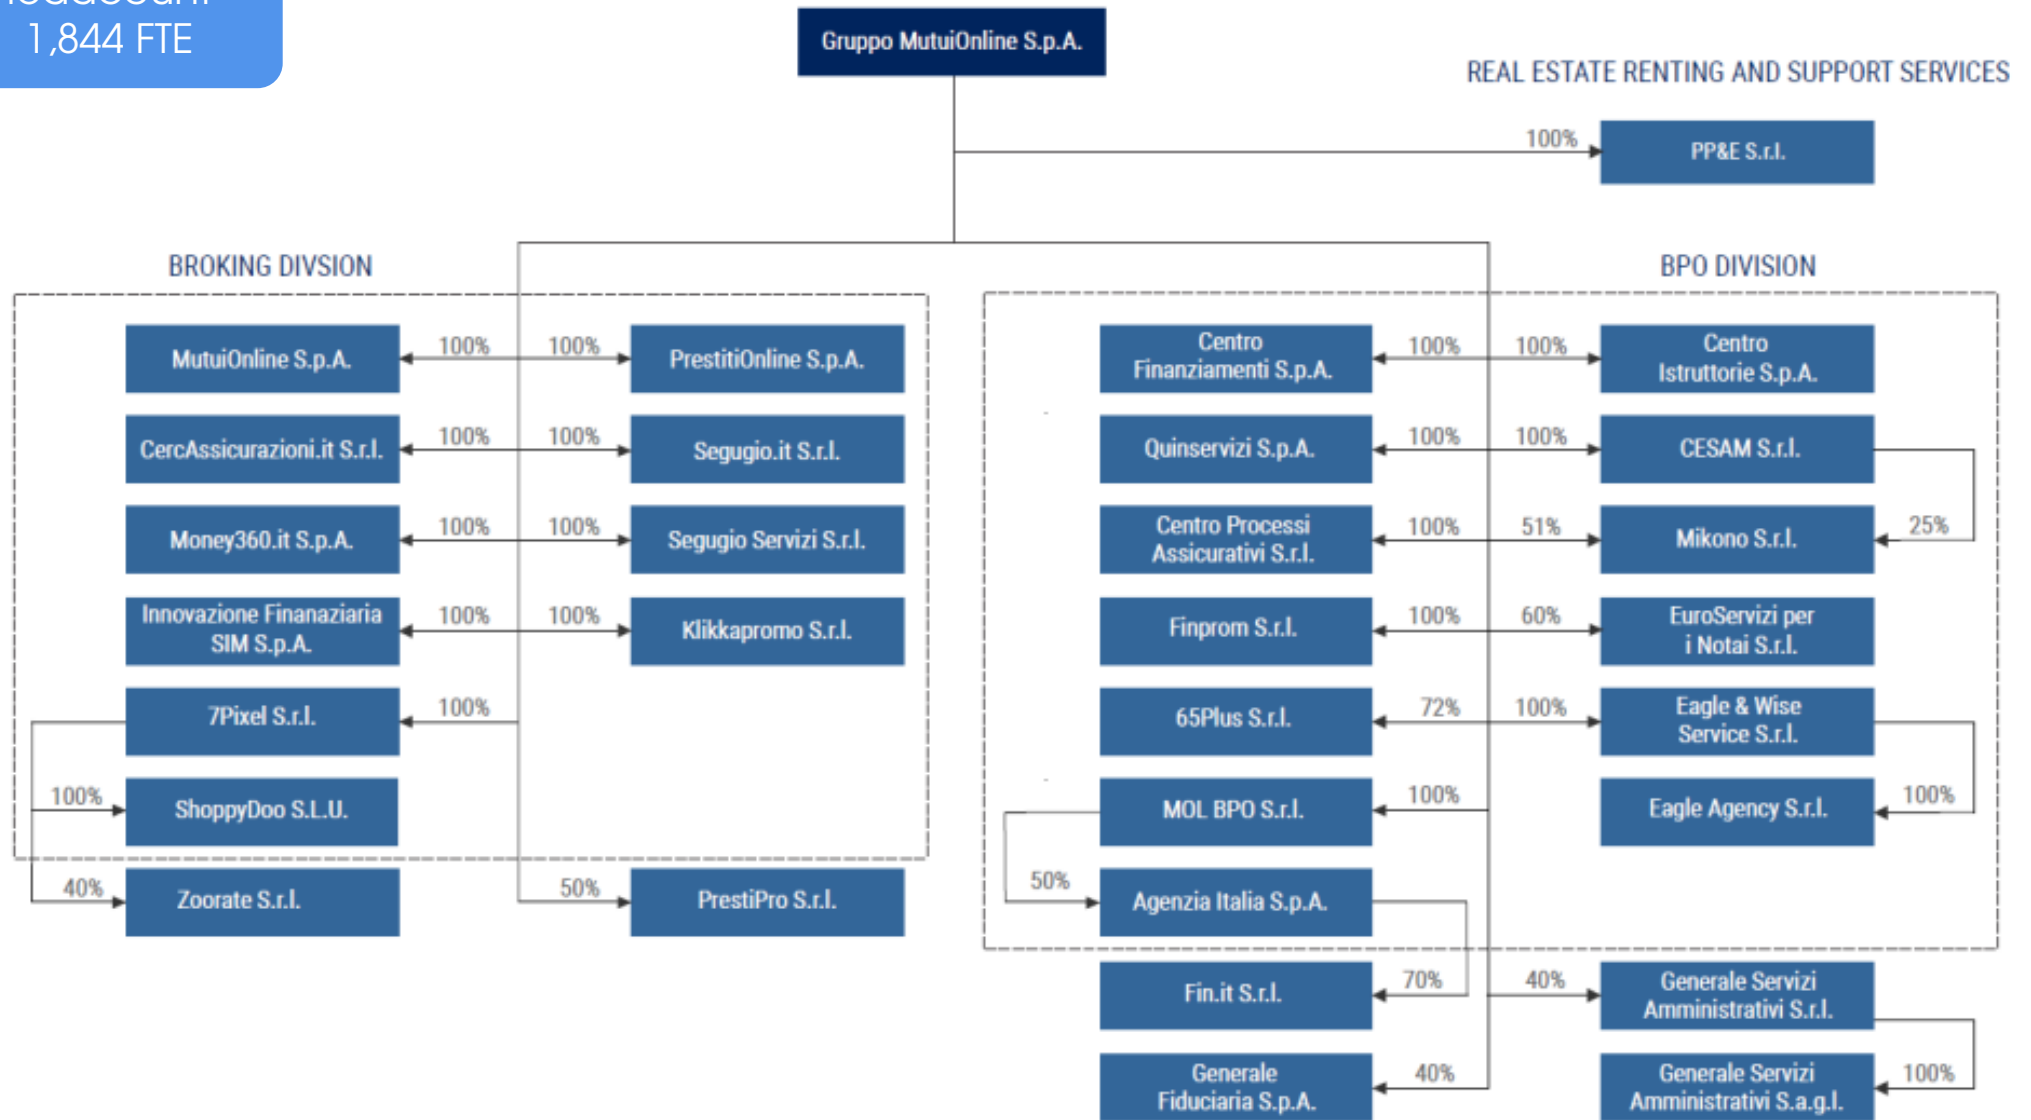 1,844 FTE
Gruppo MutuiOnline S.p.A.
REAL ESTATE RENTING AND SUPPORT SERVICES
100%
PP&E S.r.l.
BROKING DIVSION
MutuiOnline S.p.A.
100%
100%
PrestitiOnline S.p.A.
CercAssicurazioni.it S.r.l.
100%
100%
Segugio.it S.r.l.
Money360.it S.p.A.
100%
100%
Segugio Servizi S.r.l.
Innovazione Finanaziaria
SIM S.p.A.
100%
100%
Klikkapromo S.r.l.
7Pixel S.r.l.
100%
100%
ShoppyDoo S.L.U.
40%
Zoorate S.r.l.
50%
PrestiPro S.r.l.
BPO DIVISION
Centro
Finanziamenti S.p.A.
100%
100%
Centro
Istruttorie S.p.A.
Quinservizi S.p.A.
100%
100%
CESAM S.r.l.
Centro Processi
Assicurativi S.r.l.
100%
51%
Mikono S.r.l.
25%
Finprom S.r.l.
100%
60%
EuroServizi per
i Notai S.r.l.
65Plus S.r.l.
72%
100%
Eagle & Wise
Service S.r.l.
MOL BPO S.r.l.
100%
Eagle Agency S.r.l.
100%
50%
Agenzia Italia S.p.A.
Fin.it S.r.l.
70%
40%
Generale Servizi
Amministrativi S.r.l.
Generale
Fiduciaria S.p.A.
40%
Generale Servizi
Amministrativi S.a.g.l.
100%